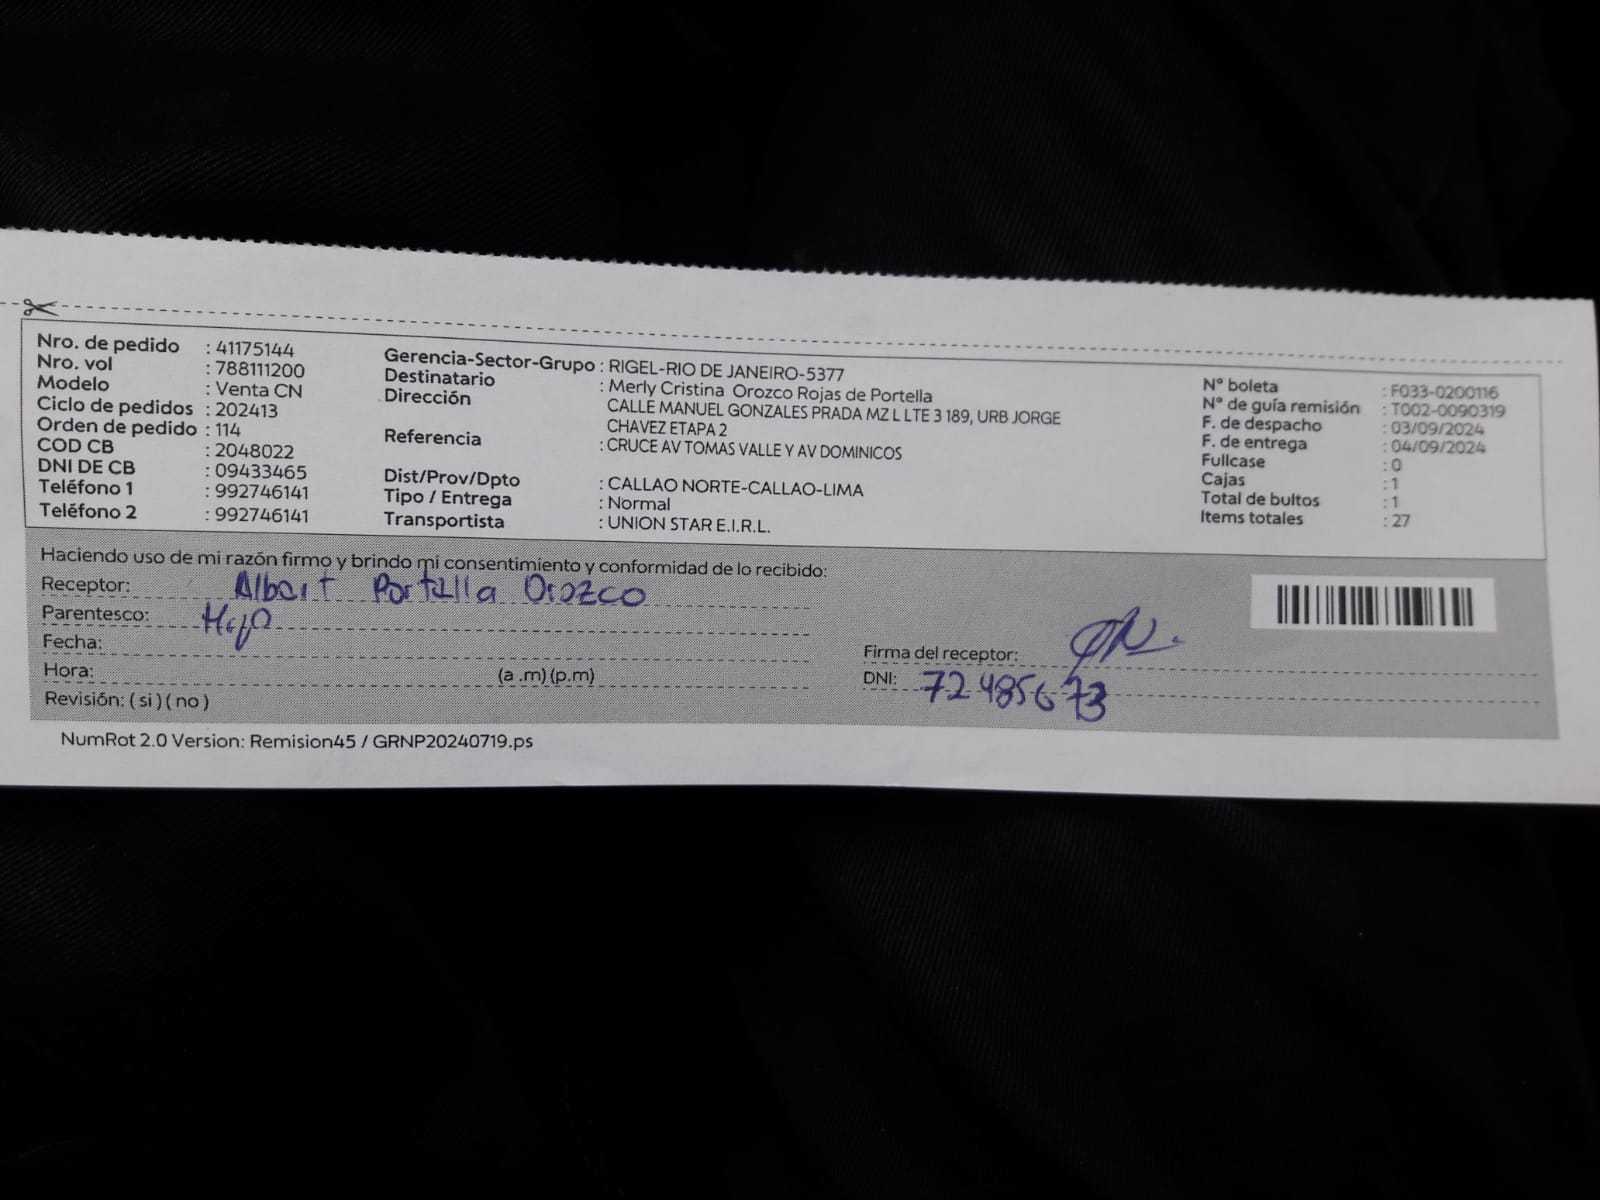 Nro. de pedido : 41175144
Nro. vol : 788111200
Modelo : Venta CN
Ciclo de pedidos : 202413
Orden de pedido : 114
COD CB : 2048022
DNI DE CB : 09433465
Teléfono 1 : 992746141
Teléfono 2 : 992746141
Gerencia-Sector-Grupo : RIGEL-RIO DE JANEIRO-5377
Destinatario : Merly Cristina Orozco Rojas de Portella
Dirección CALLE MANUEL GONZALES PRADA MZ L LTE 3 189, URB JORGE
CHAVEZ ETAPA 2
Referencia : CRUCE AV TOMAS VALLE Y AV DOMINICOS
Dist/Prov/Dpto : CALLAO NORTE-CALLAO-LIMA
Tipo / Entrega : Normal
Transportista : UNION STAR E.I.R.L.
N° boleta : F033-0200116
N° de guía remisión : T002-0090319
F. de despacho : 03/09/2024
F. de entrega : 04/09/2024
Fullcase : 0
Cajas : 1
Total de bultos : 1
Items totales : 27
Haciendo uso de mi razón firmo y brindo mi consentimiento y conformidad de lo recibido:
Receptor: Albert Portella Orozco
Parentesco: Hijo
Fecha:
Hora: (a .m) (p.m)
Revisión: ( si ) ( no )
Firma del receptor:
DNI: 72485673
NumRot 2.0 Version: Remision45 / GRNP20240719.ps